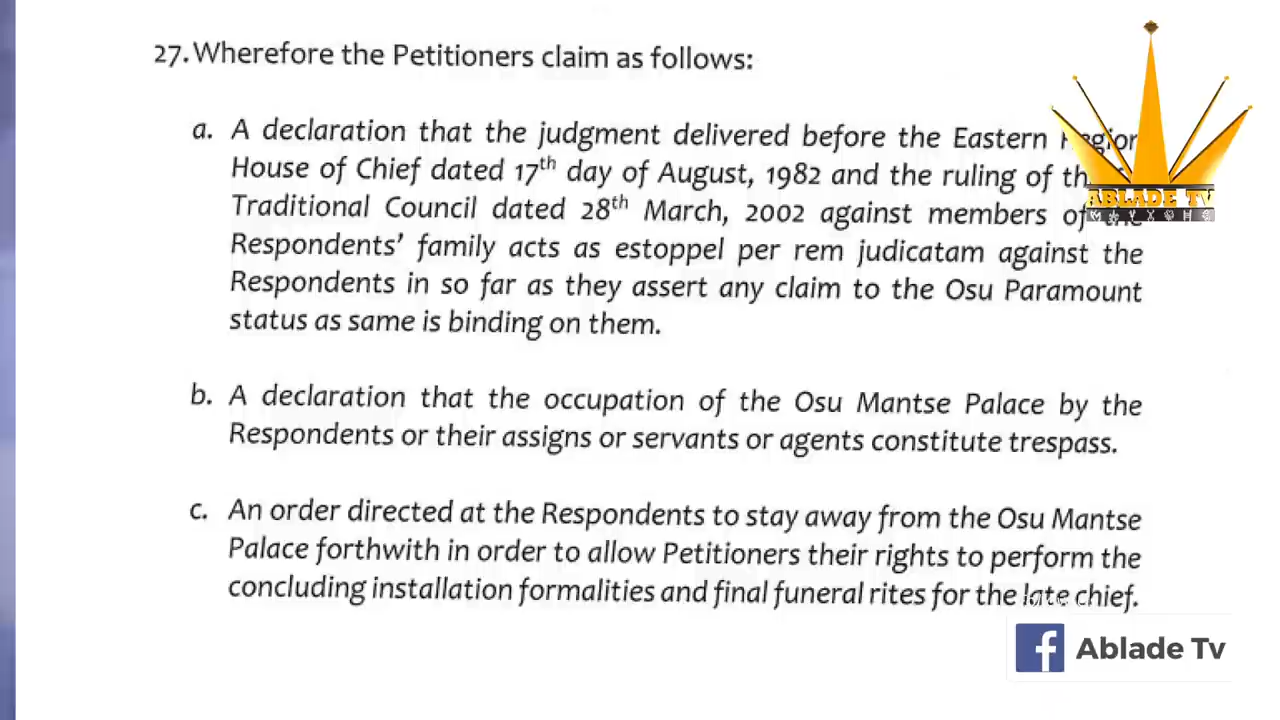 27. Wherefore the Petitioners claim as follows:
a. A declaration that the judgment delivered before the Eastern Region
House of Chief dated 17th day of August, 1982 and the ruling of the
Traditional Council dated 28th March, 2002 against members of the
Respondents' family acts as estoppel per rem judicatam against the
Respondents in so far as they assert any claim to the Osu Paramount
status as same is binding on them.
b. A declaration that the occupation of the Osu Mantse Palace by the
Respondents or their assigns or servants or agents constitute trespass.
c. An order directed at the Respondents to stay away from the Osu Mantse
Palace forthwith in order to allow Petitioners their rights to perform the
concluding installation formalities and final funeral rites for the late chief.
ABLADE TV
f Ablade Tv